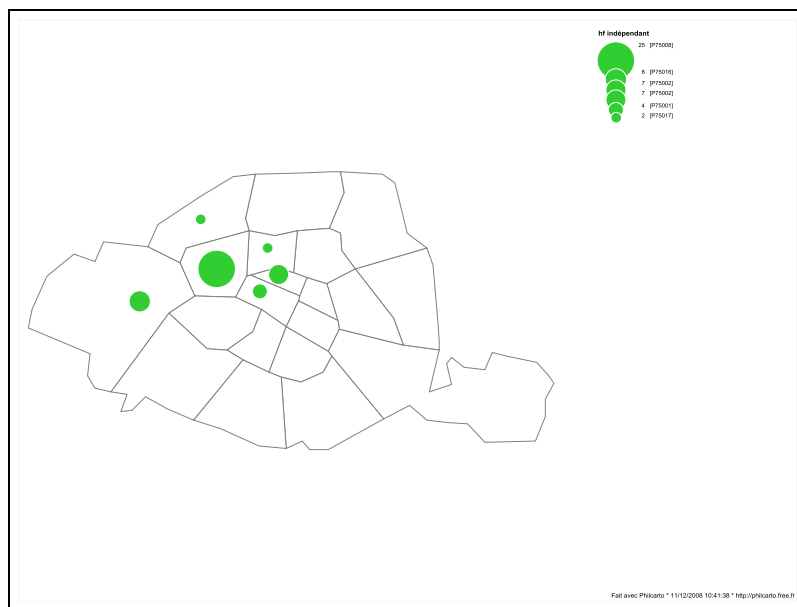 hf indépendant
25 [P75008]
8 [P75016]
7 [P75002]
7 [P75002]
4 [P75001]
2 [P75017]
Fait avec Philcarto * 11/12/2008 10:41:38 * http://philcarto.free.fr